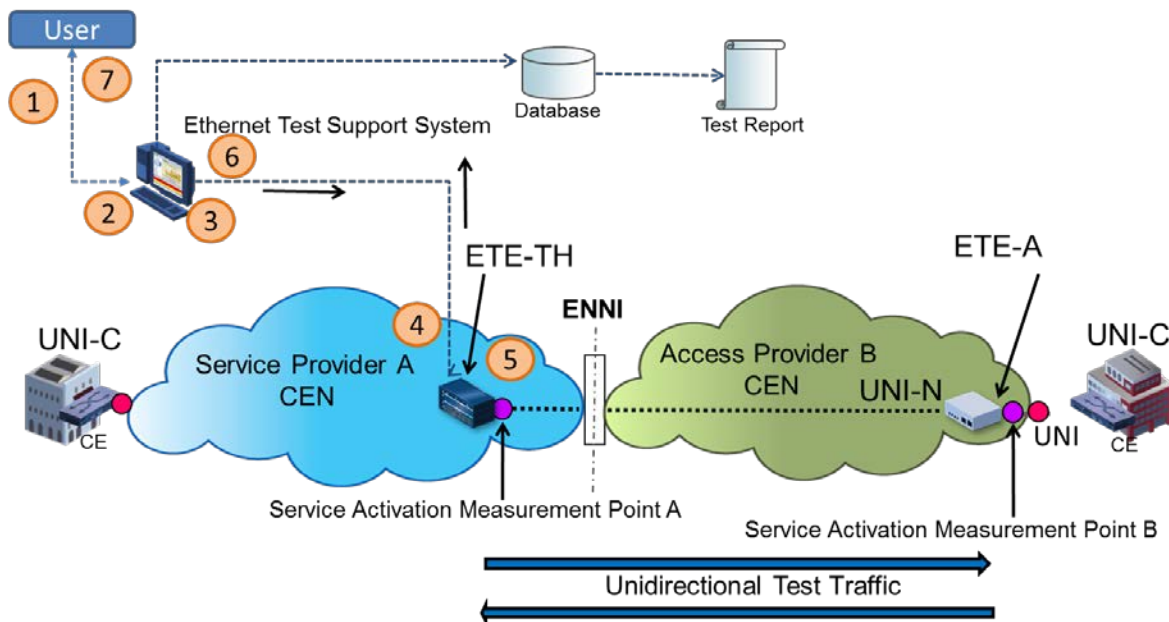 User
7
1
Database
Test Report
Ethernet Test Support System
6
2
3
ETE-TH
ETE-A
ENNI
4
UNI-C
UNI-C
5
Service Provider A
CEN
Access Provider B
CEN
UNI-N
CE
UNI
CE
Service Activation Measurement Point A
Service Activation Measurement Point B
Unidirectional Test Traffic